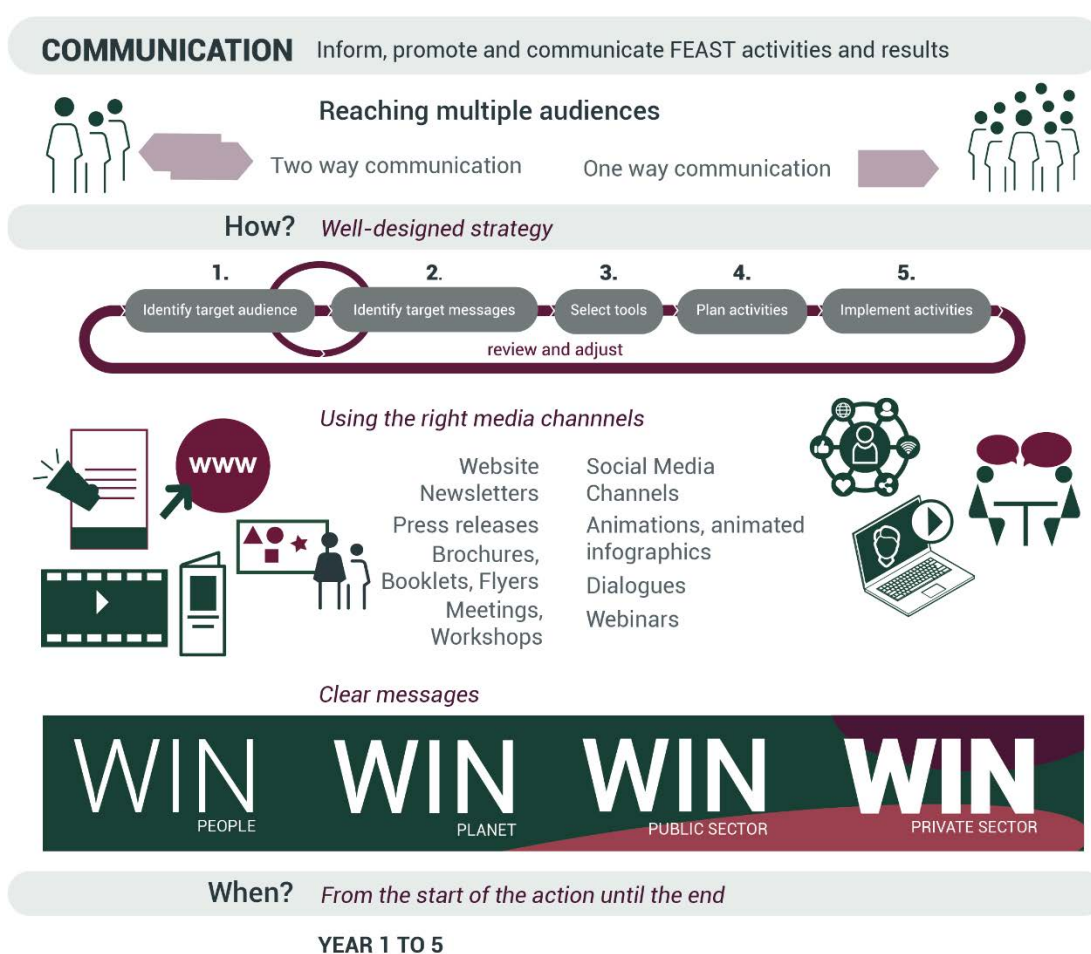 COMMUNICATION Inform, promote and communicate FEAST activities and results
Reaching multiple audiences
Two way communication
One way communication
How? Well-designed strategy
1.
2.
3.
4.
5.
Identify target audience
Identify target messages
Select tools
Plan activities
Implement activities
review and adjust
Using the right media channnels
www
Website
Newsletters
Press releases
Brochures,
Booklets, Flyers
Meetings,
Workshops
Social Media
Channels
Animations, animated
infographics
Dialogues
Webinars
Clear messages
WIN
PEOPLE
WIN
PLANET
WIN
PUBLIC SECTOR
WIN
PRIVATE SECTOR
When? From the start of the action until the end
YEAR 1 TO 5